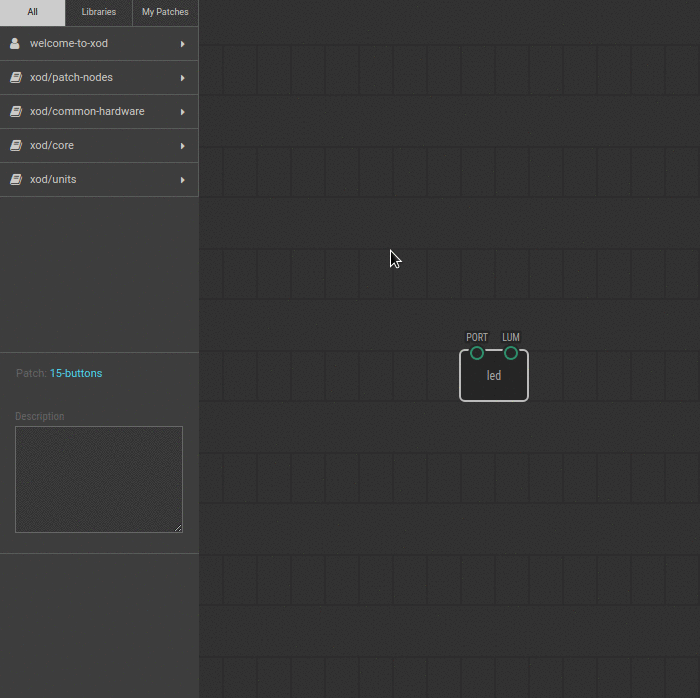 All Libraries My Patches
welcome-to-xod
xod/patch-nodes
xod/common-hardware
xod/core
xod/units
Patch: 15-buttons
Description
PORT LUM
led